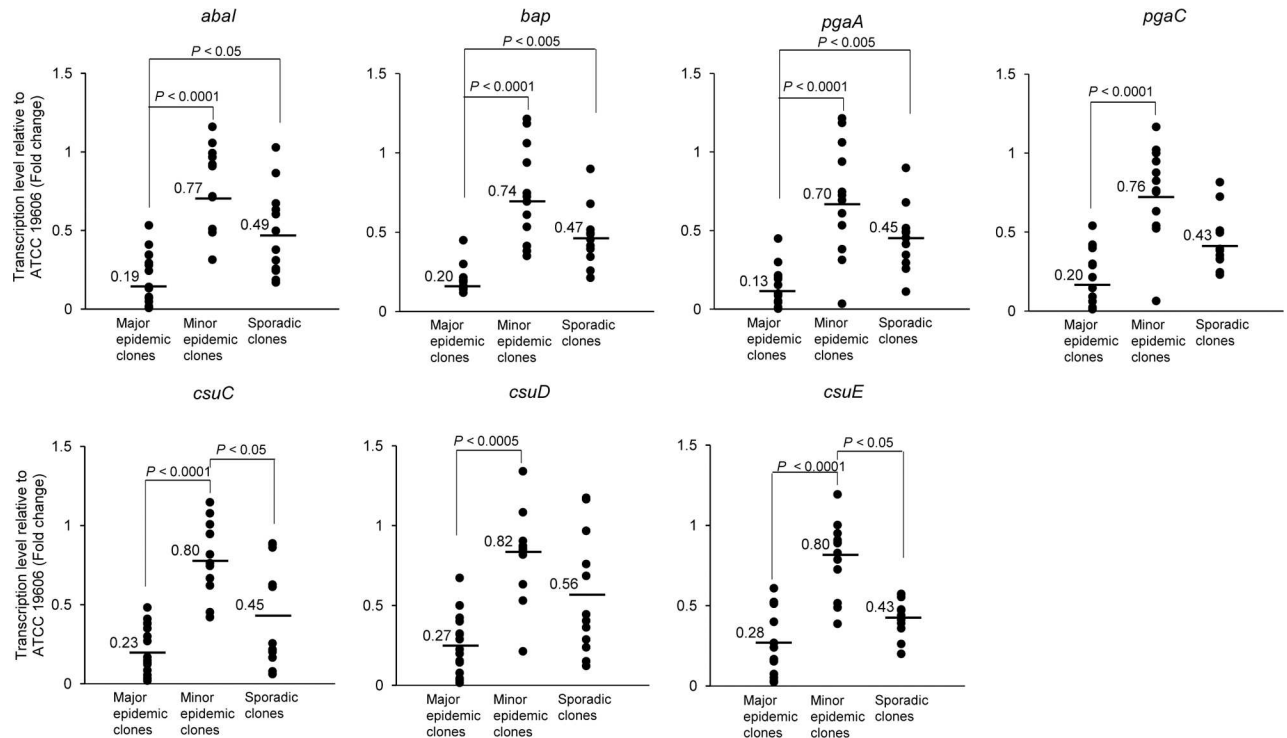 abaI
P < 0.05
P < 0.0001
Transcription level relative to
ATCC 19606 (Fold change)
1.5
1
0.5
0
0.19
0.77
0.49
Major
epidemic
clones
Minor
epidemic
clones
Sporadic
clones
bap
P < 0.005
P < 0.0001
1.5
1
0.5
0
0.20
0.74
0.47
Major
epidemic
clones
Minor
epidemic
clones
Sporadic
clones
pgaA
P < 0.005
P < 0.0001
1.5
1
0.5
0
0.13
0.70
0.45
Major
epidemic
clones
Minor
epidemic
clones
Sporadic
clones
pgaC
P < 0.0001
1.5
1
0.5
0
0.20
0.76
0.43
Major
epidemic
clones
Minor
epidemic
clones
Sporadic
clones
csuC
P < 0.05
P < 0.0001
Transcription level relative to
ATCC 19606 (Fold change)
1.5
1
0.5
0
0.23
0.80
0.45
Major
epidemic
clones
Minor
epidemic
clones
Sporadic
clones
csuD
P < 0.0005
1.5
1
0.5
0
0.27
0.82
0.56
Major
epidemic
clones
Minor
epidemic
clones
Sporadic
clones
csuE
P < 0.05
P < 0.0001
1.5
1
0.5
0
0.28
0.80
0.43
Major
epidemic
clones
Minor
epidemic
clones
Sporadic
clones